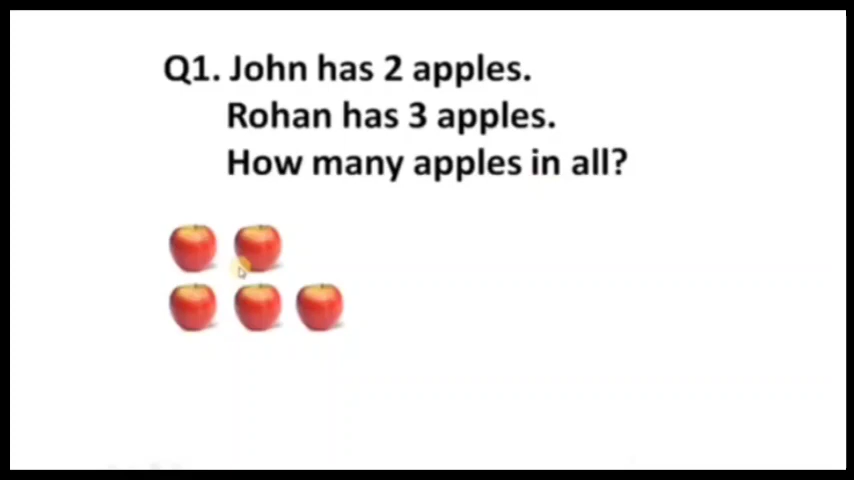 Q1. John has 2 apples.
Rohan has 3 apples.
How many apples in all?